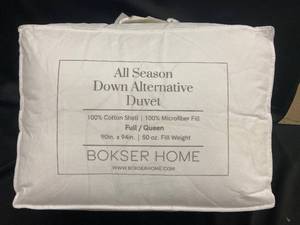 All Season
Down Alternative
Duvet
100% Cotton Shell | 100% Microfiber Fill
Full / Queen
90in. x 94in. | 50 oz. Fill Weight
BOKSER HOME
WWW.BOKSERHOME.COM